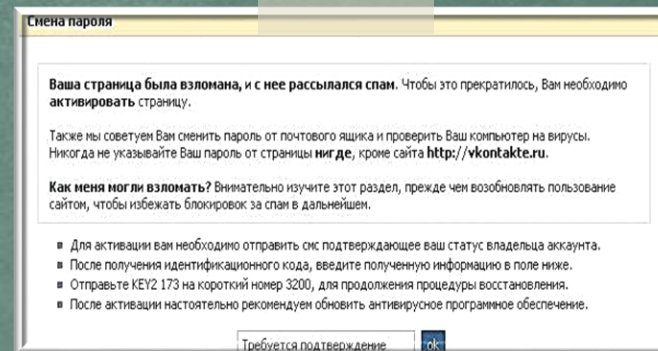 Смена пароля
Ваша страница была взломана, и с нее рассылался спам. Чтобы это прекратилось, Вам необходимо
активировать страницу.
Также мы советуем Вам сменить пароль от почтового ящика и проверить Ваш компьютер на вирусы.
Никогда не указывайте Ваш пароль от страницы нигде, кроме сайта http://vkontakte.ru.
Как меня могли взломать? Внимательно изучите этот раздел, прежде чем возобновлять пользование
сайтом, чтобы избежать блокировок за спам в дальнейшем.
Для активации вам необходимо отправить смс подтверждающее ваш статус владельца аккаунта.
После получения идентификационного кода, введите полученную информацию в поле ниже.
Отправьте KEY2 173 на короткий номер 3200, для продолжения процедуры восстановления.
После активации настоятельно рекомендуем обновить антивирусное программное обеспечение.
Требуется подтверждение ok